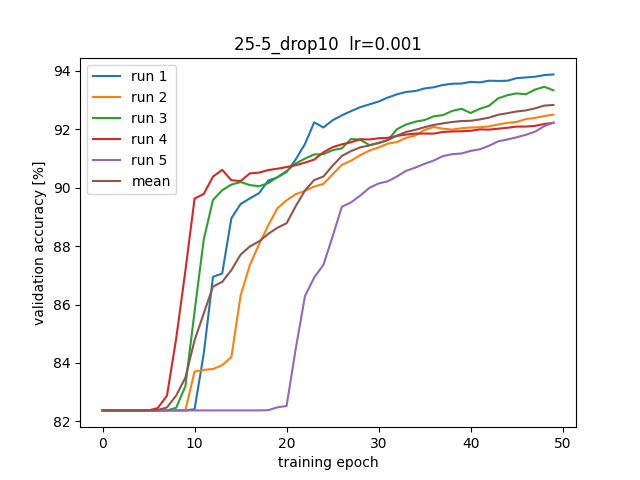 25-5_drop10  lr=0.001
validation accuracy [%]
94
92
90
88
86
84
82
run 1
run 2
run 3
run 4
run 5
mean
0
10
20
30
40
50
training epoch